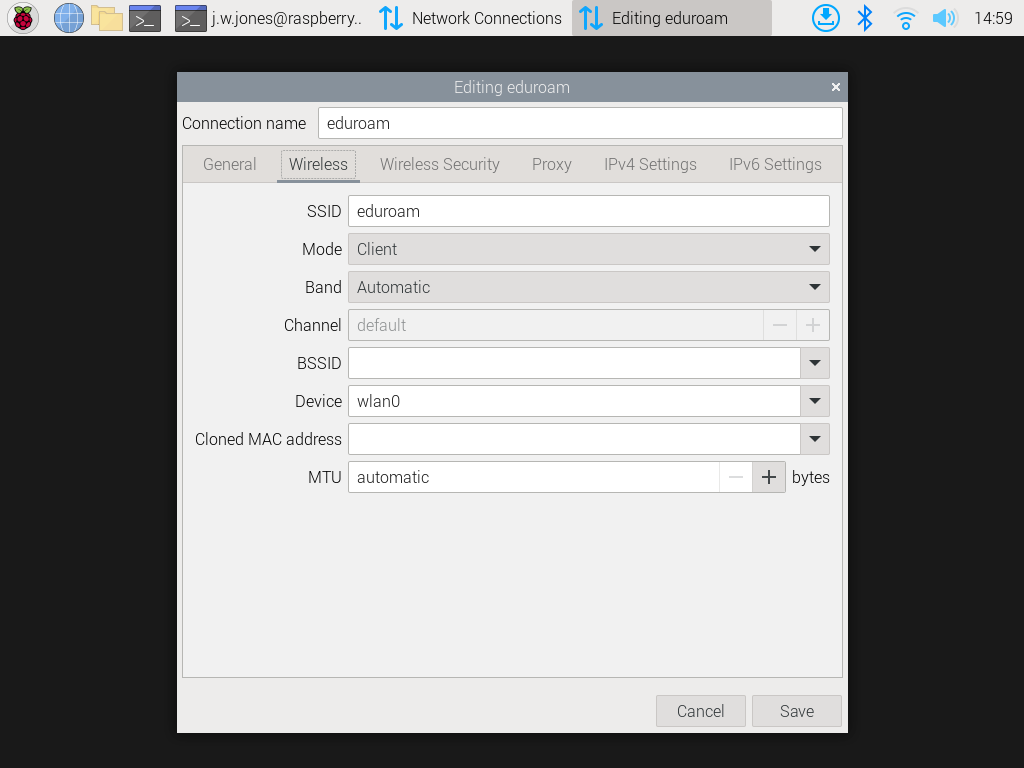 j.w.jones@raspberry.. Network Connections Editing eduroam 14:59
Editing eduroam
Connection name eduroam
General Wireless Wireless Security Proxy IPv4 Settings IPv6 Settings
SSID eduroam
Mode Client
Band Automatic
Channel default
BSSID
Device wlan0
Cloned MAC address
MTU automatic bytes
Cancel Save